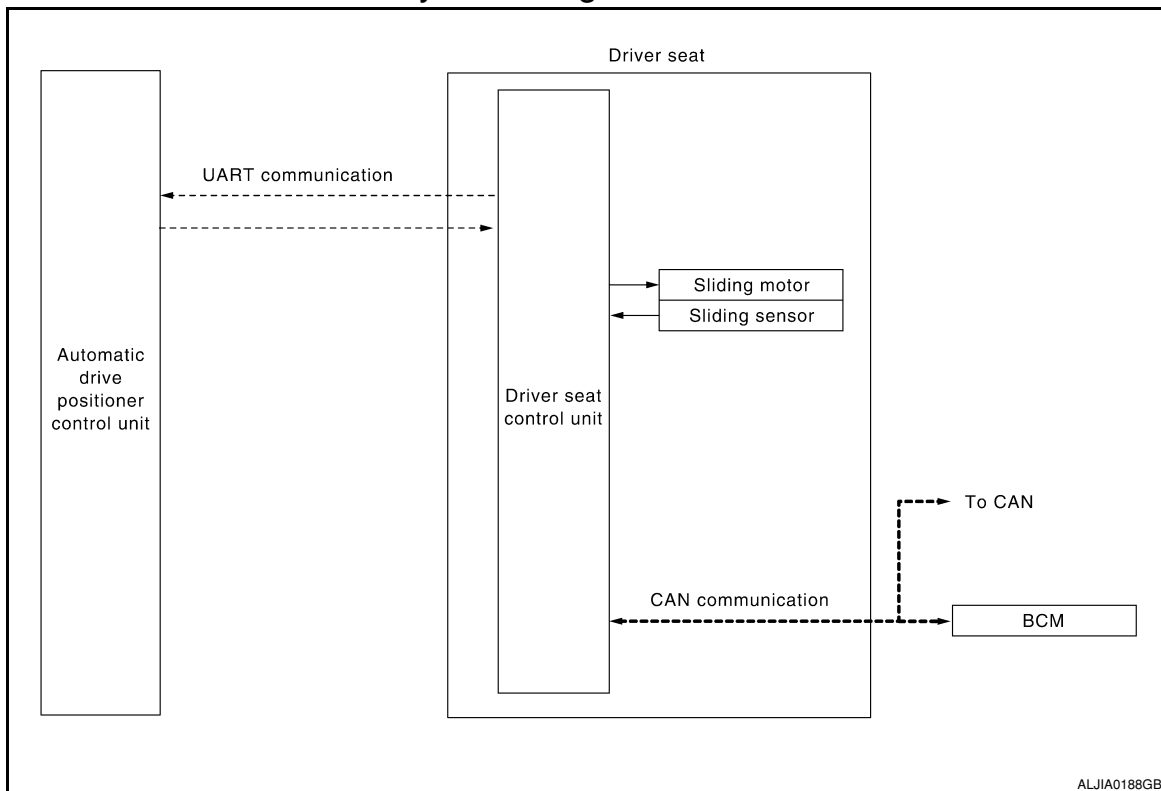 Driver seat
UART communication
Sliding motor
Sliding sensor
Automatic
drive
positioner
control unit
Driver seat
control unit
To CAN
CAN communication
BCM
ALJIA0188GB